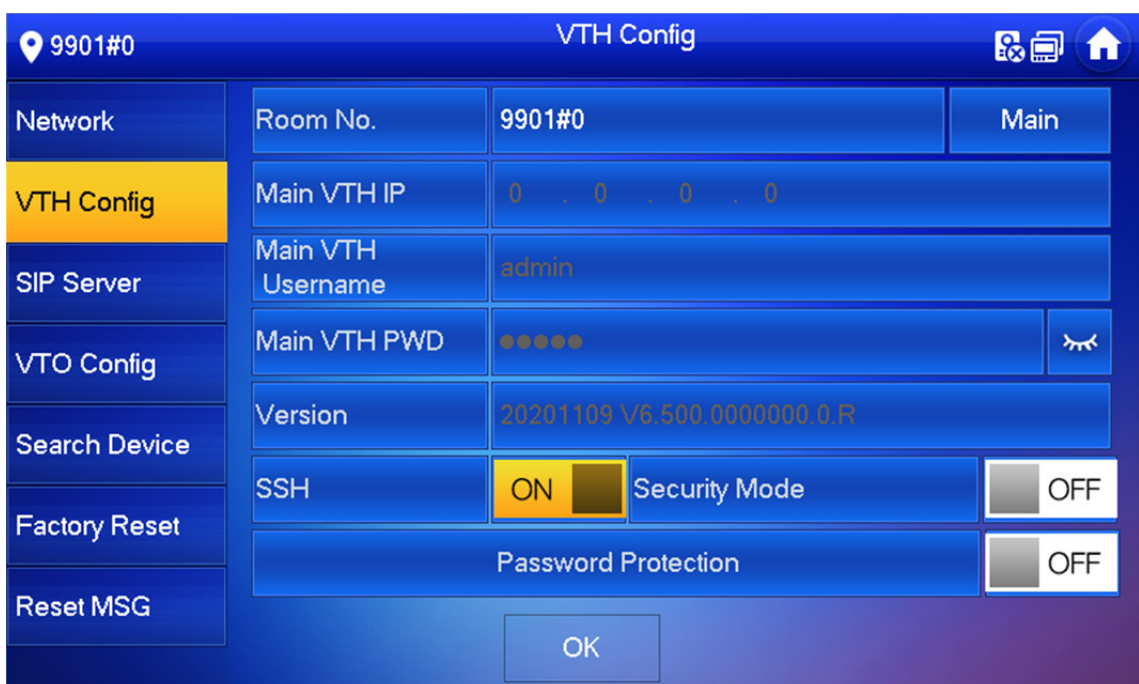 9901#0
VTH Config
Network
Room No. 9901#0 Main
VTH Config
Main VTH IP 0 . 0 . 0 . 0
SIP Server
Main VTH
Username
admin
VTO Config
Main VTH PWD ●●●●●
Search Device
Version 20201109 V6.500.0000000.0.R
Factory Reset
SSH ON Security Mode OFF
Password Protection OFF
Reset MSG
OK